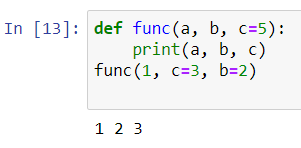 In [13]: def func(a, b, c=5):
    print(a, b, c)
func(1, c=3, b=2)
1 2 3